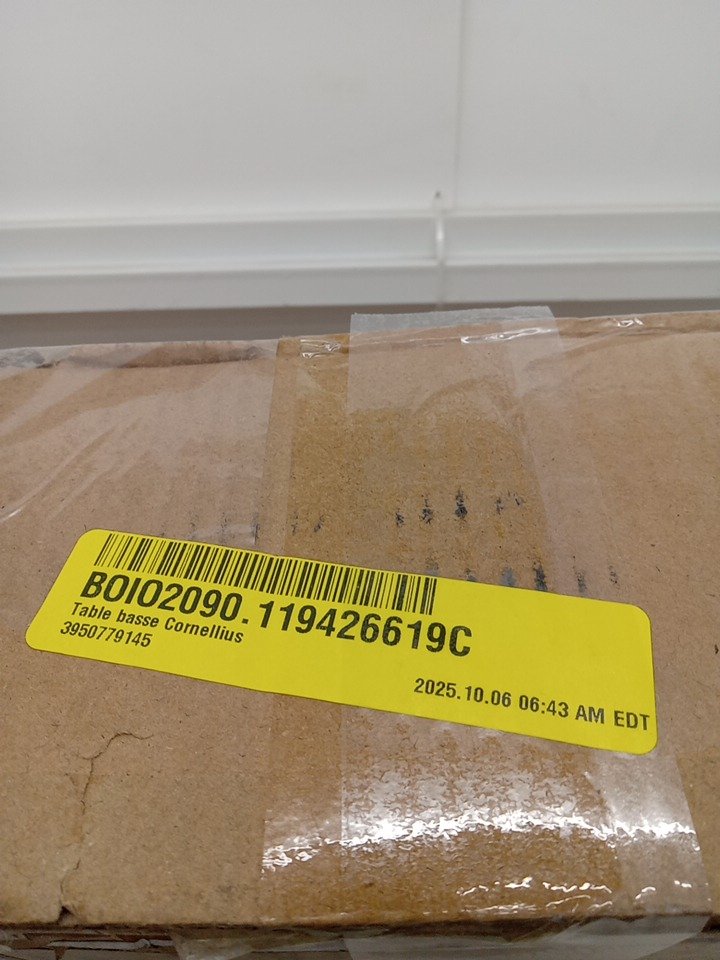 BOIO2090.119426619C
Table basse Cornellius
3950779145
2025.10.06 06:43 AM EDT